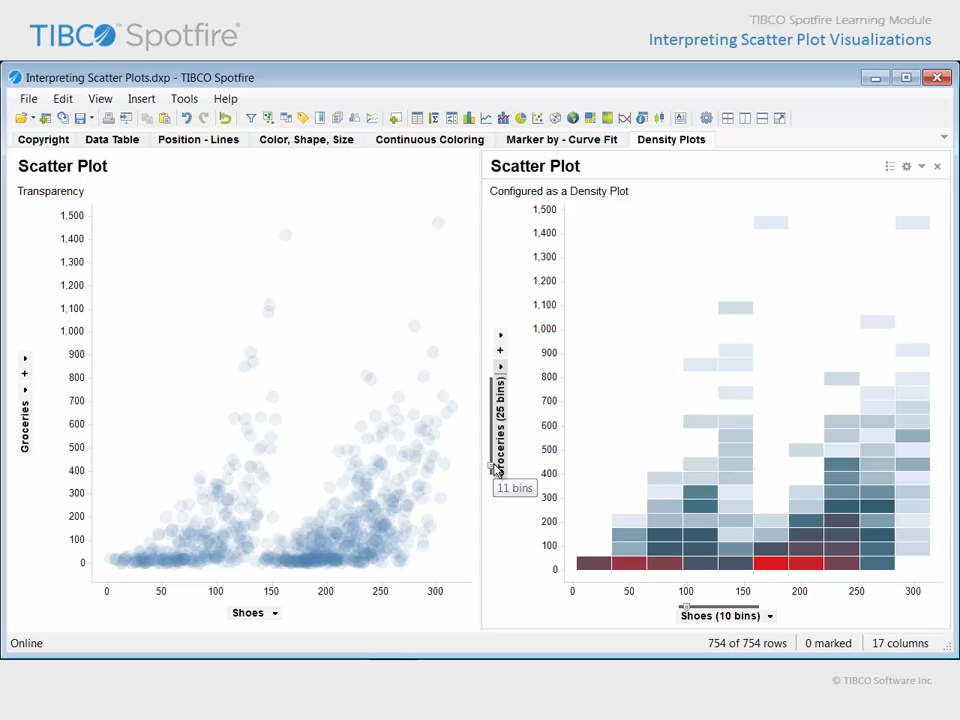 TIBCO Spotfire Learning Module
TIBCO™ Spotfire®
Interpreting Scatter Plot Visualizations
Interpreting Scatter Plots.dxp - TIBCO Spotfire
File Edit View Insert Tools Help
Copyright Data Table Position - Lines Color, Shape, Size Continuous Coloring Marker by - Curve Fit Density Plots
Scatter Plot
Transparency
1,500
1,400
1,300
1,200
1,100
1,000
900
800
700
600
500
400
300
200
100
0
Groceries
0 50 100 150 200 250 300
Shoes
Scatter Plot
Configured as a Density Plot
1,500
1,400
1,300
1,200
1,100
1,000
900
800
700
600
500
400
300
200
100
0
Groceries (25 bins)
11 bins
0 50 100 150 200 250 300
Shoes (10 bins)
Online 754 of 754 rows 0 marked 17 columns
© TIBCO Software Inc